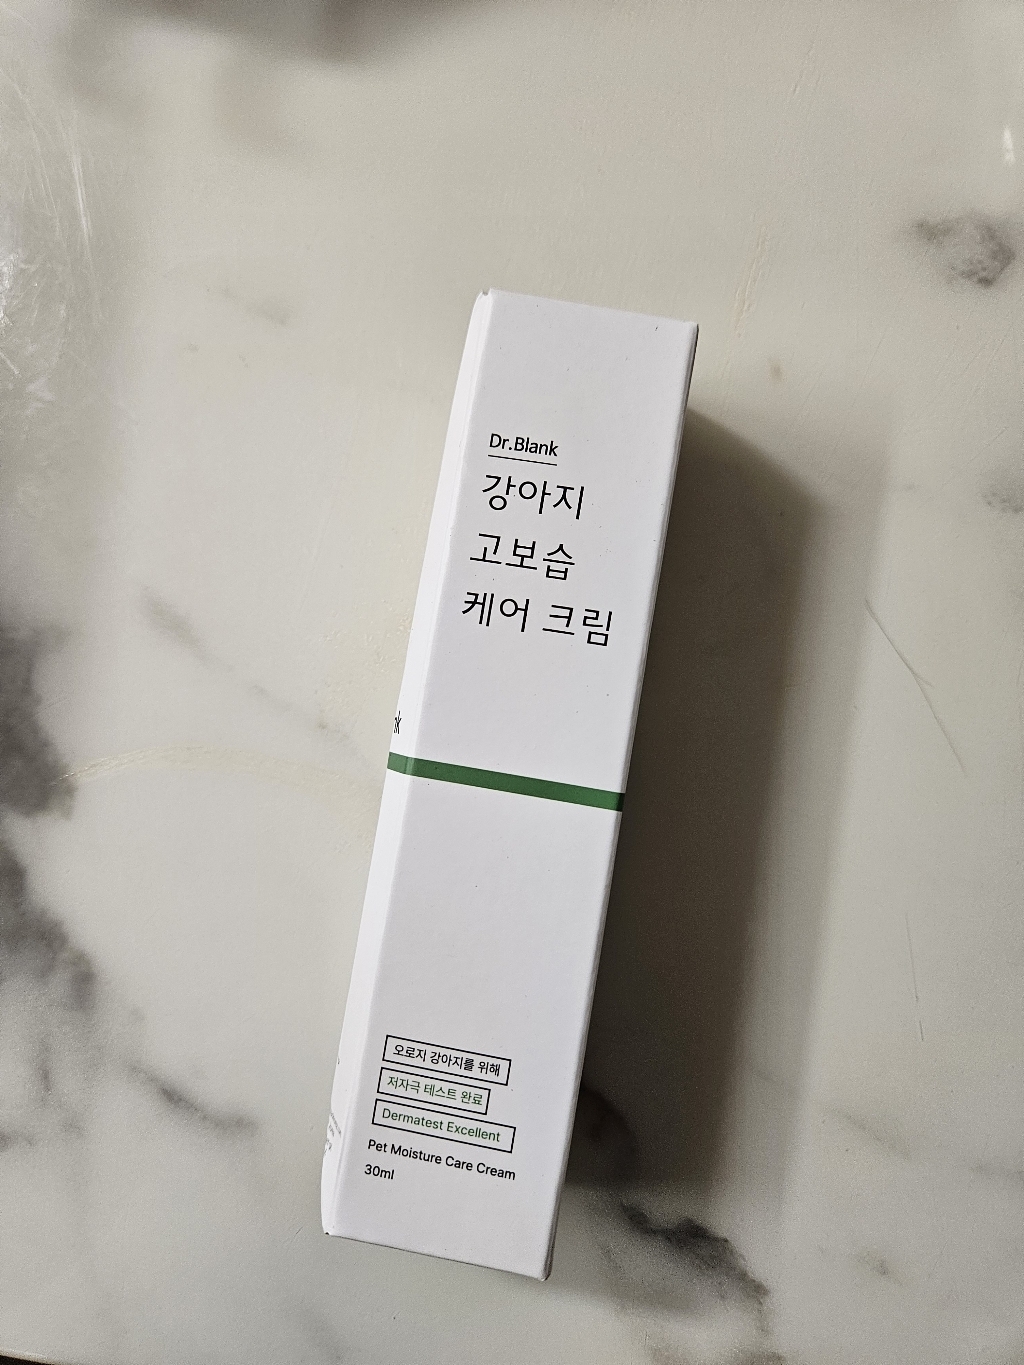 Dr.Blank
강아지
고보습
케어 크림
오로지 강아지를 위해
저자극 테스트 완료
Dermatest Excellent
Pet Moisture Care Cream
30ml